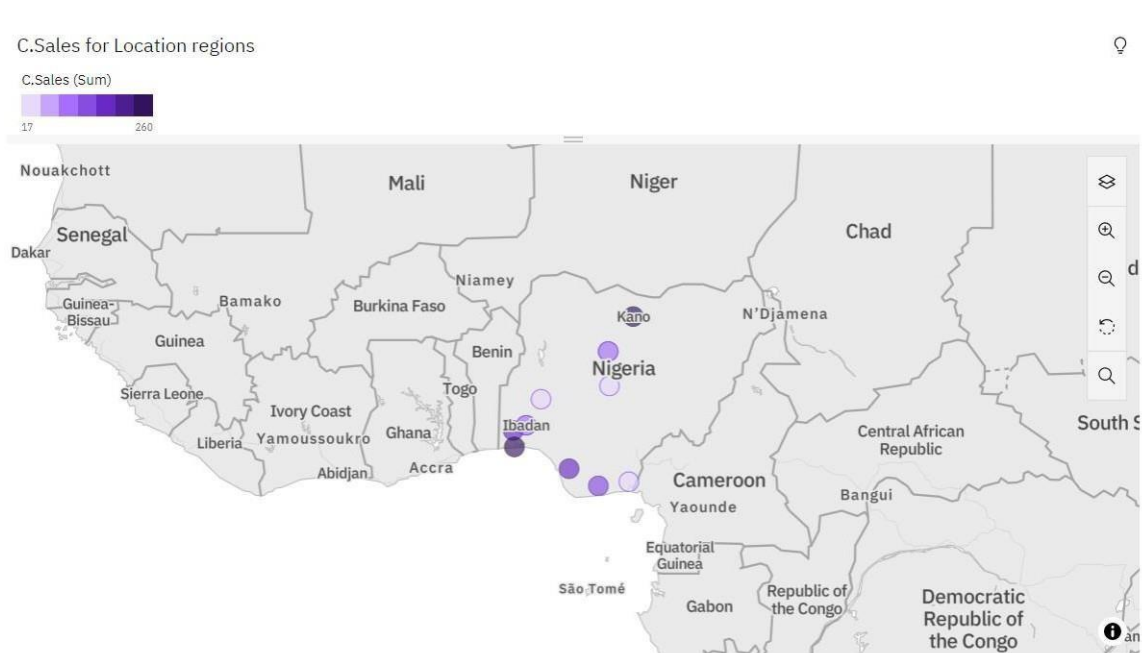 C.Sales for Location regions
C.Sales (Sum)
17
260
Nouakchott
Mali
Niger
Senegal
Chad
Dakar
Niamey
Guinea-
Bissau
Bamako
Burkina Faso
Kano
N'Djamena
Guinea
Benin
Nigeria
Sierra Leone
Togo
Ivory Coast
Ibadan
South S
Liberia
Yamoussoukro
Ghana
Central African
Republic
Abidjan
Accra
Cameroon
Bangui
Yaounde
Equatorial
Guinea
São Tomé
Gabon
Republic of
the Congo
Democratic
Republic of
the Congo